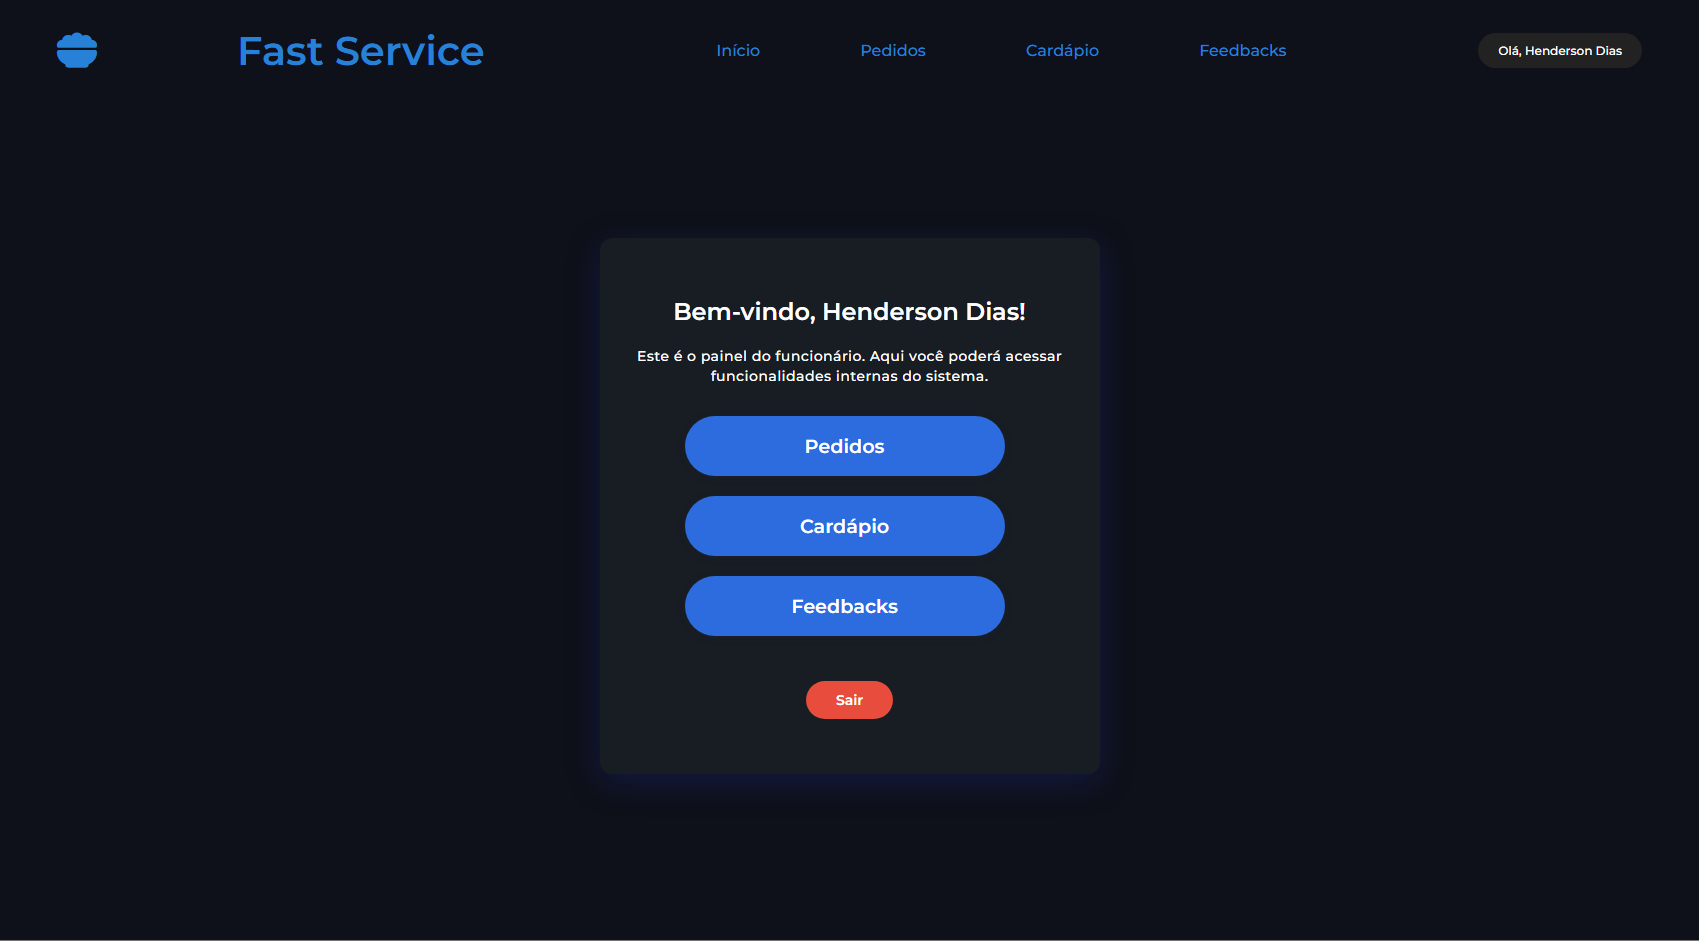 Fast Service
Início
Pedidos
Cardápio
Feedbacks
Olá, Henderson Dias
Bem-vindo, Henderson Dias!
Este é o painel do funcionário. Aqui você poderá acessar
funcionalidades internas do sistema.
Pedidos
Cardápio
Feedbacks
Sair